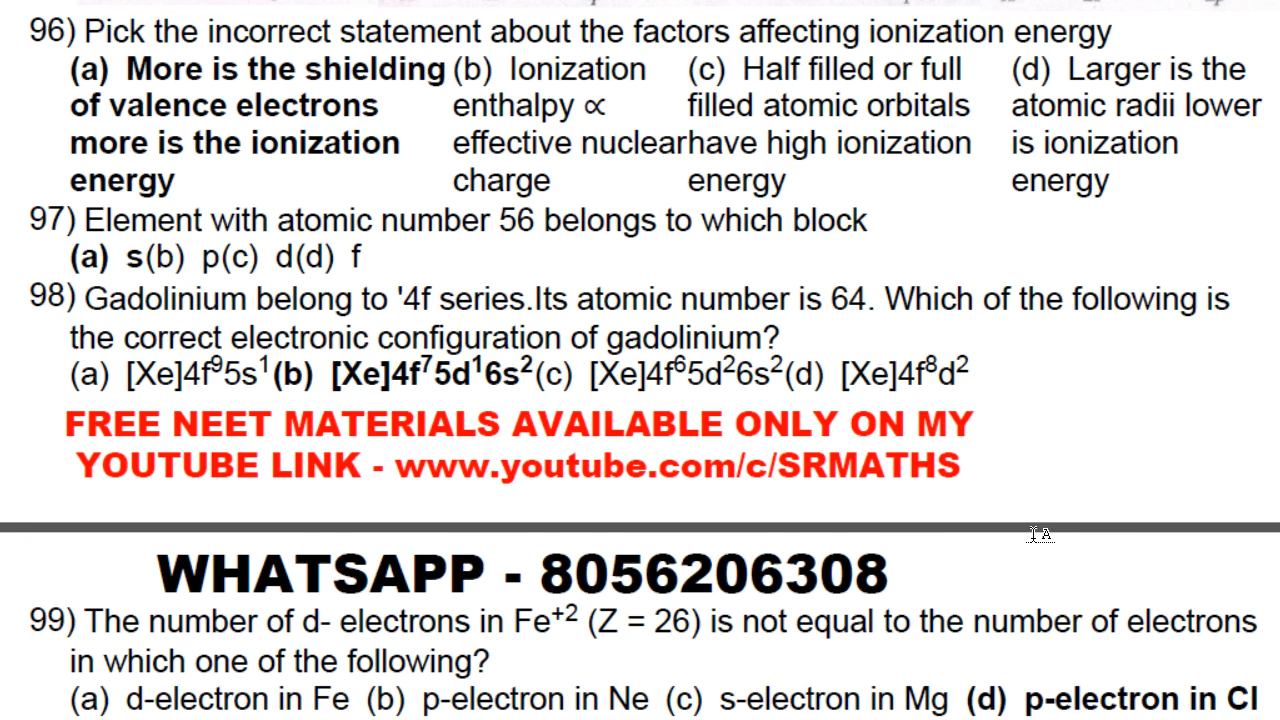 96) Pick the incorrect statement about the factors affecting ionization energy
(a) More is the shielding of valence electrons more is the ionization energy
(b) Ionization enthalpy ∝ effective nuclear charge
(c) Half filled or full filled atomic orbitals have high ionization energy
(d) Larger is the atomic radii lower is ionization energy
97) Element with atomic number 56 belongs to which block
(a) s(b) p(c) d(d) f
98) Gadolinium belong to '4f series.Its atomic number is 64. Which of the following is
the correct electronic configuration of gadolinium?
(a) [Xe]4f⁹5s¹(b) [Xe]4f⁷5d¹6s²(c) [Xe]4f⁶5d²6s²(d) [Xe]4f⁸d²
FREE NEET MATERIALS AVAILABLE ONLY ON MY
YOUTUBE LINK - www.youtube.com/c/SRMATHS
WHATSAPP - 8056206308
99) The number of d- electrons in Fe⁺² (Z = 26) is not equal to the number of electrons
in which one of the following?
(a) d-electron in Fe (b) p-electron in Ne (c) s-electron in Mg (d) p-electron in Cl